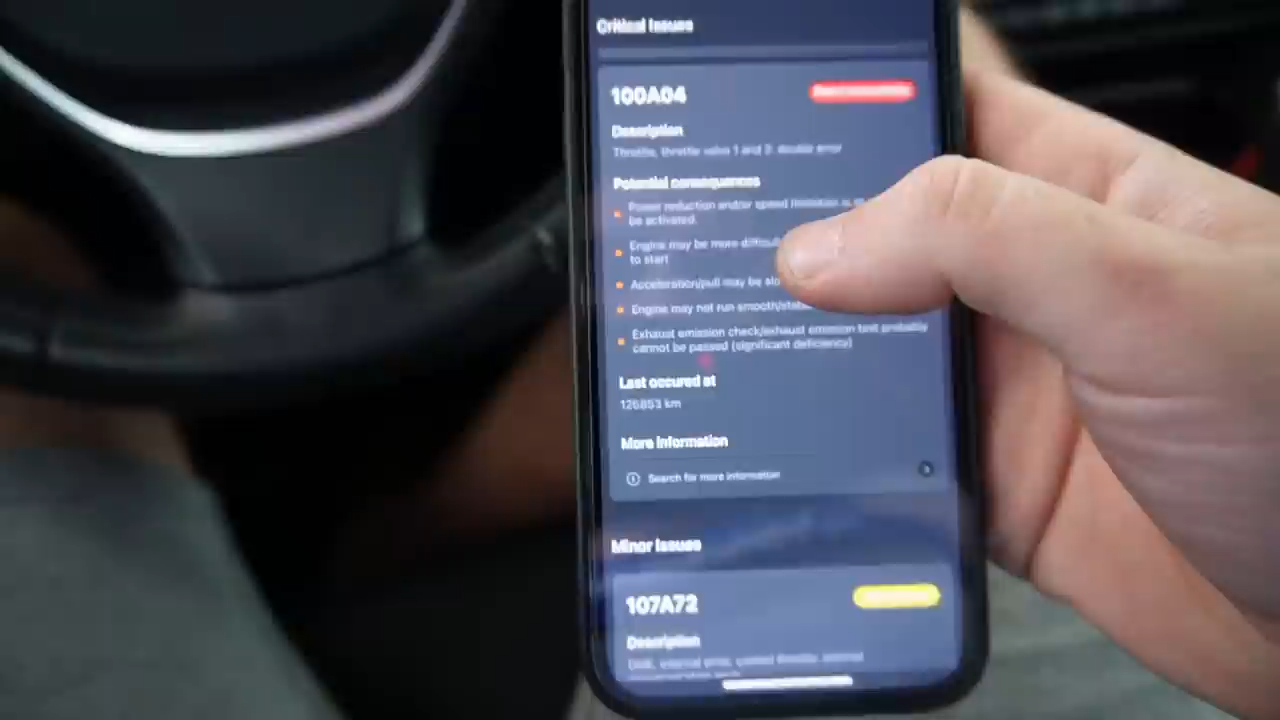 Critical Issues
100A04
Description
Throttle, throttle valve 1 and 2: double error
Potential consequences
Power reduction and/or speed limitation
be activated.
Engine may be more difficult
to start
Acceleration/pull may be
Engine may not run smooth/
Exhaust emission check/exhaust emission test probably
cannot be passed (significant deficiency)
Last occured at
126853 km
More Information
Search for more information
Minor Issues
107A72
Description